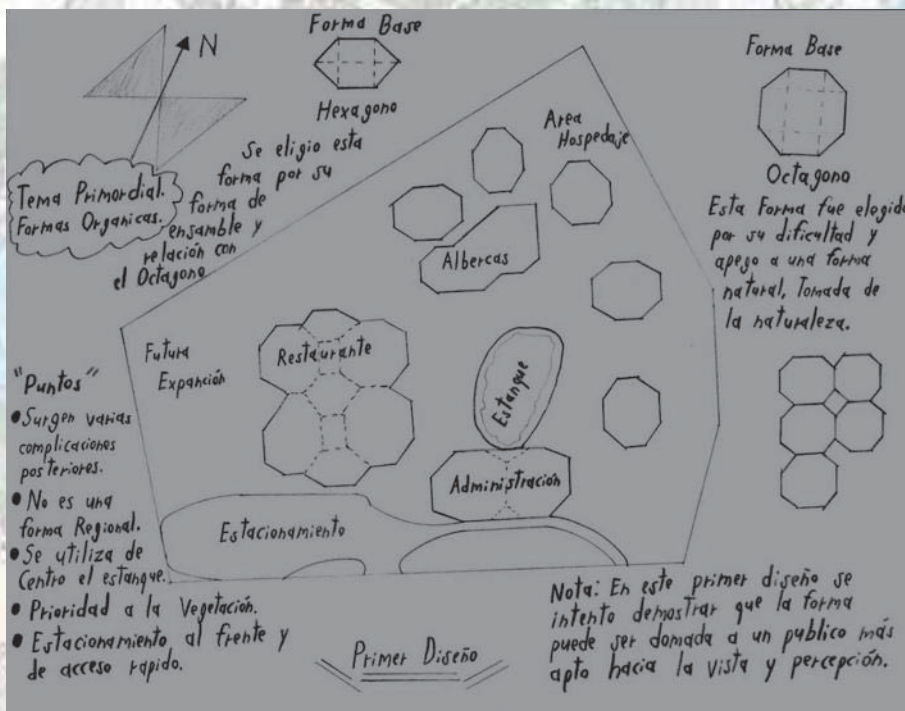 N
Forma Base
Hexagono
Se eligio esta
forma por su
forma de
ensamble y
relación con
el Octagono
Tema Primordial.
Formas Organicas.
Area
Hospedaje
Forma Base
Octagono
Esta Forma fue elegida
por su dificultad y
apego a una forma
natural, Tomada de
la naturaleza.
Albercas
Futura
Expanción
Restaurante
Estanque
Administración
Estacionamiento
"Puntos"
• Surgen varias
complicaciones
posteriores.
• No es una
forma Regional.
• Se utiliza de
Centro el estanque.
• Prioridad a la Vegetación.
• Estacionamiento al frente y
de acceso rapido.
Primer Diseño
Nota: En este primer diseño se
intento demostrar que la forma
puede ser domada a un publico más
apto hacia la vista y percepción.